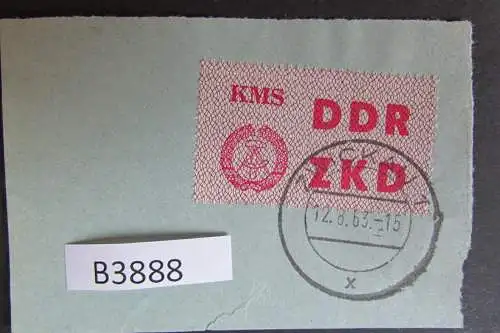 KMS
DDR
ZKD
12.8.63.-15
x
B3888